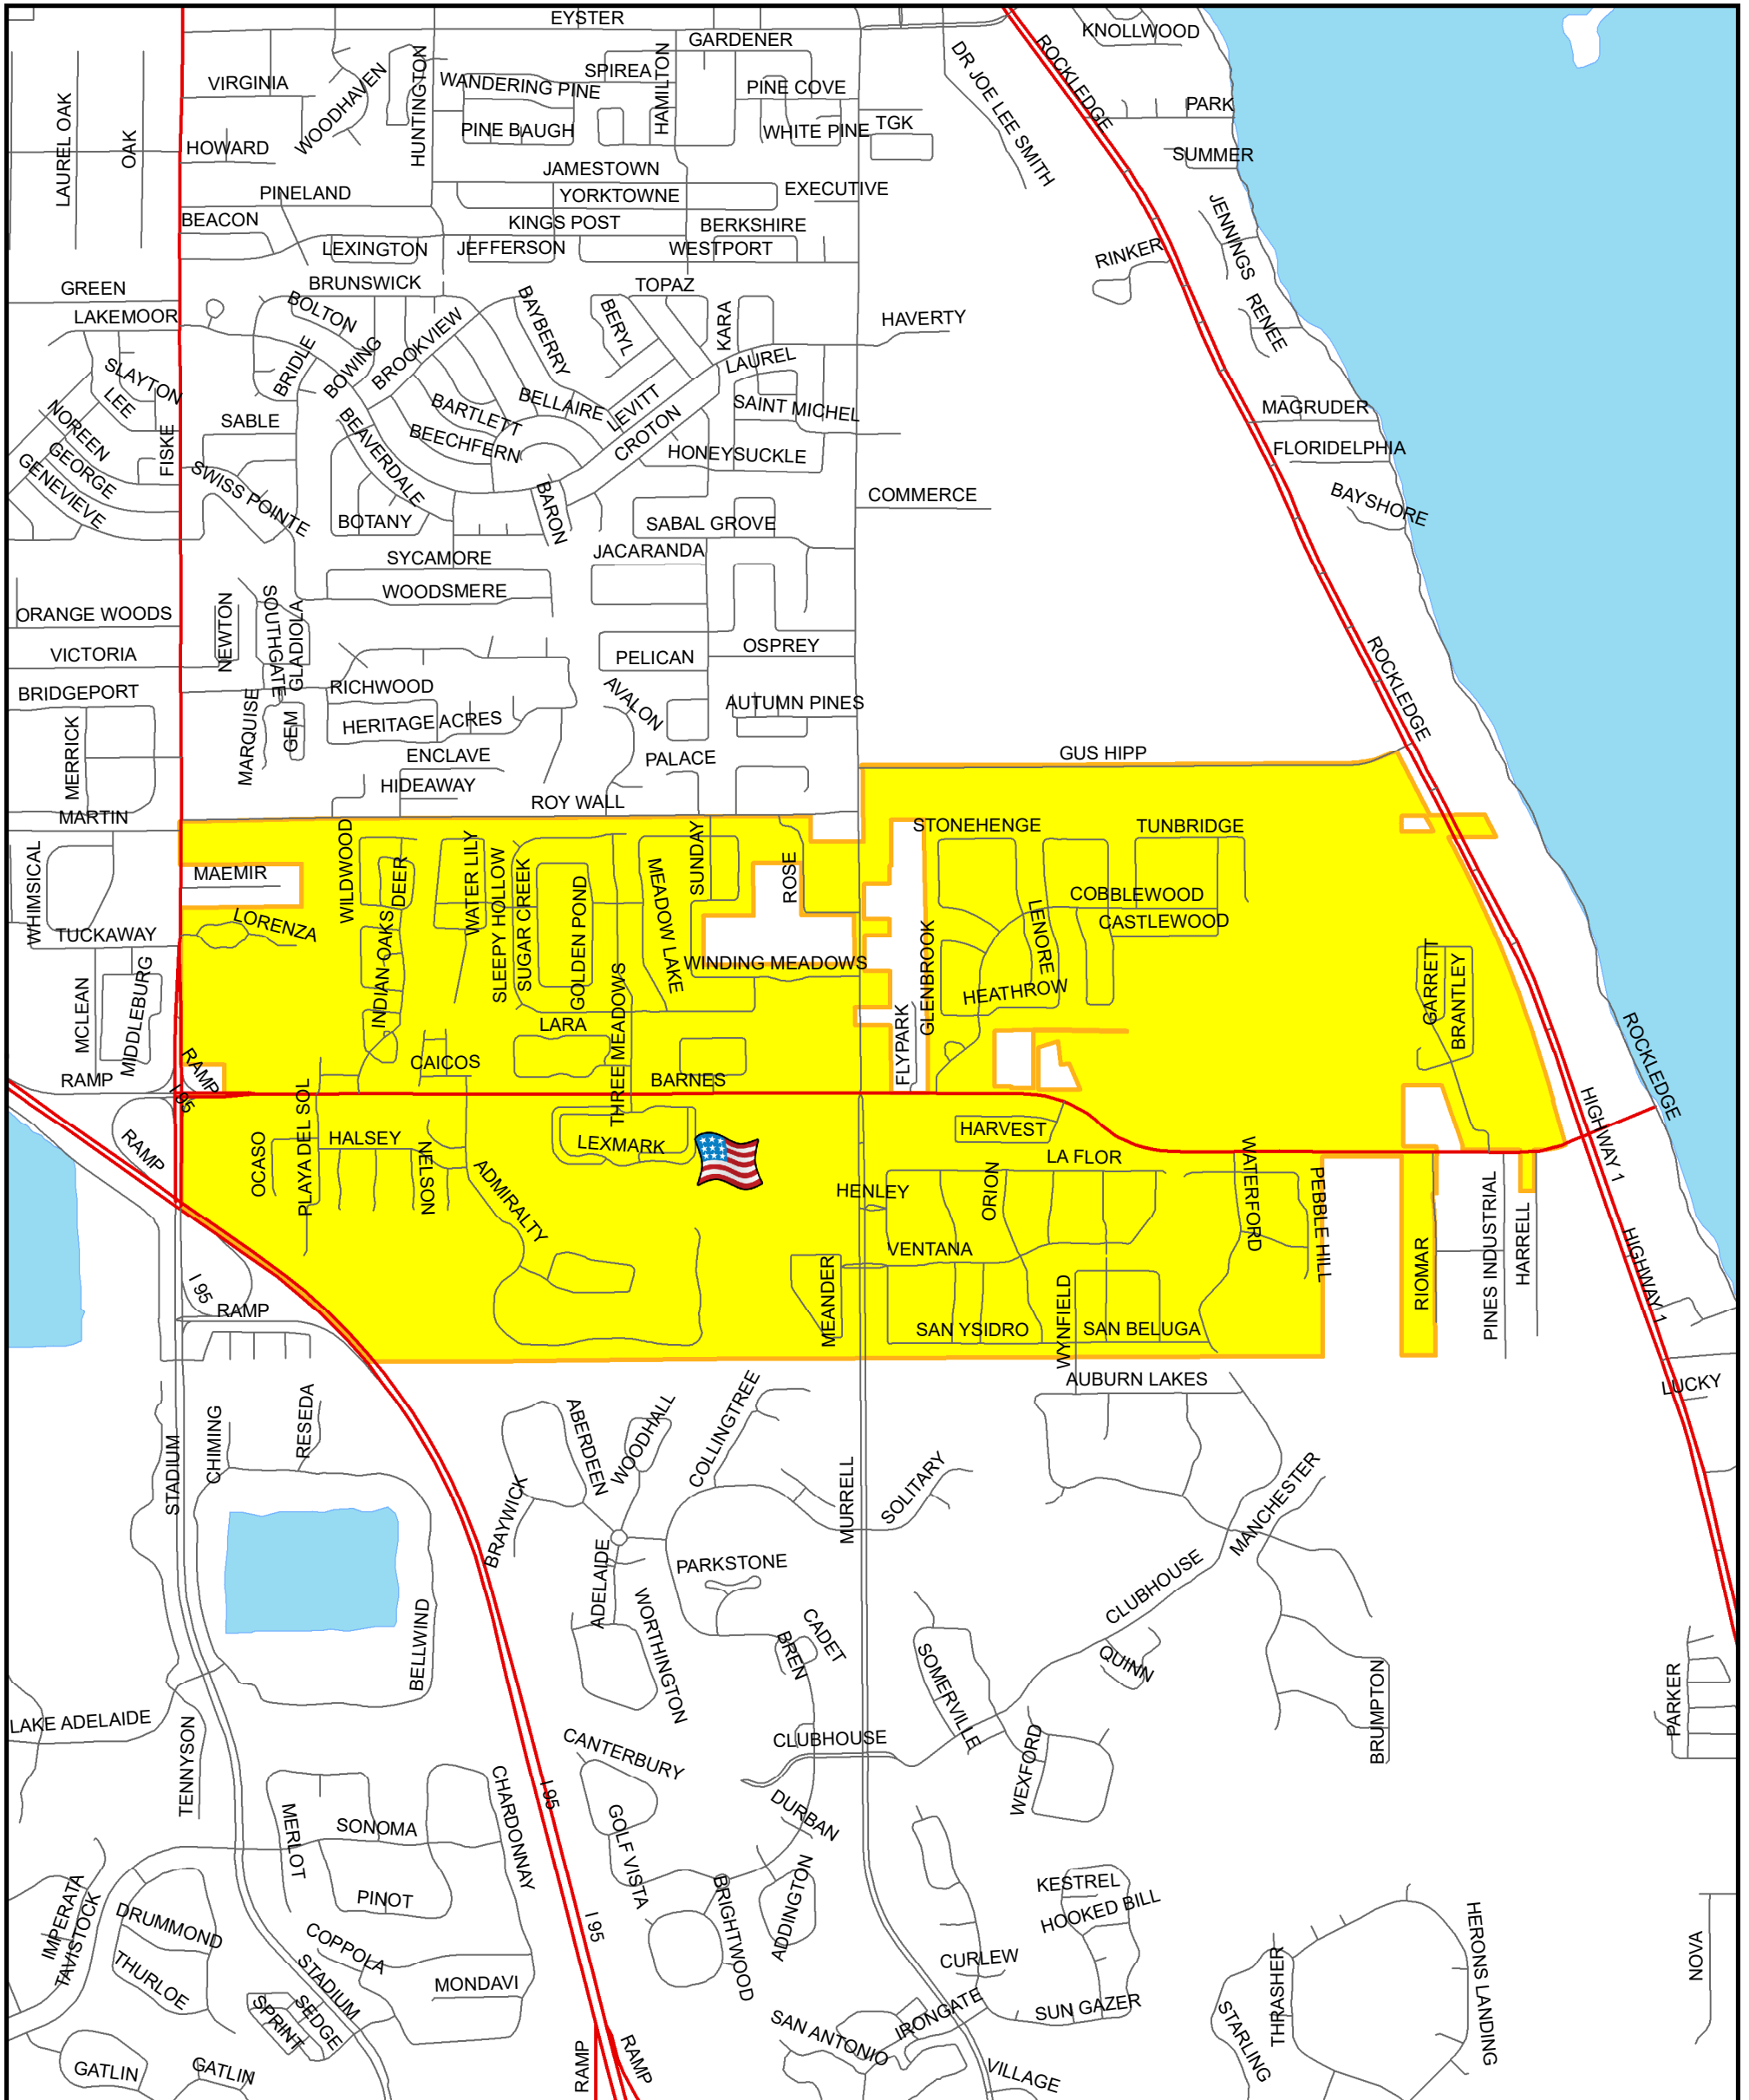 EYSTER
KNOLLWOOD
GARDENER
ROCKLEDGE
DR JOE LEE SMITH
HUNTINGTON
HAMILTON
SPIREA
VIRGINIA
WOODHAVEN
WANDERING PINE
PINE COVE
LAUREL OAK
OAK
PARK
PINE BAUGH
WHITE PINE
TGK
HOWARD
SUMMER
JAMESTOWN
EXECUTIVE
PINELAND
YORKTOWNE
JENNINGS
BEACON
KINGS POST
BERKSHIRE
LEXINGTON
JEFFERSON
WESTPORT
RINKER
GREEN
BRUNSWICK
TOPAZ
BOLTON
BAYBERRY
BERYL
KARA
RENEE
LAKEMOOR
BROOKVIEW
HAVERTY
BRIDLE
BOWING
LAUREL
SLAYTON
LEE
BARTLETT
BELLAIRE
LEVITT
SAINT MICHEL
MAGRUDER
NOREEN
SABLE
BEAVERDALE
BEECHFERN
CROTON
FISKE
GEORGE
HONEYSUCKLE
FLORIDELPHIA
GENEVIEVE
SWISS POINTE
BARON
COMMERCE
BAYSHORE
BOTANY
SABAL GROVE
SYCAMORE
JACARANDA
WOODSMERE
ORANGE WOODS
NEWTON
SOUTHGATE
GLADIOLA
VICTORIA
PELICAN
OSPREY
ROCKLEDGE
BRIDGEPORT
RICHWOOD
AVALON
AUTUMN PINES
MERRICK
MARQUISE
GEM
HERITAGE ACRES
ENCLAVE
PALACE
GUS HIPP
HIDEAWAY
ROY WALL
MARTIN
STONEHENGE
TUNBRIDGE
WHIMSICAL
MAEMIR
WILDWOOD
DEER
WATER LILY
SLEEPY HOLLOW
SUGAR CREEK
GOLDEN POND
MEADOW LAKE
SUNDAY
ROSE
COBBLEWOOD
LORENZA
INDIAN OAKS
LENORE
CASTLEWOOD
TUCKAWAY
WINDING MEADOWS
GLENBROOK
GARRETT
BRANTLEY
MCLEAN
MIDDLEBURG
THREE MEADOWS
HEATHROW
FLYPARK
LARA
ROCKLEDGE
RAMP
RAMP
CAICOS
BARNES
I 95
HIGHWAY 1
RAMP
OCASO
PLAYA DEL SOL
HALSEY
NELSON
LEXMARK
HARVEST
ADMIRALTY
LA FLOR
HENLEY
ORION
WATERFORD
PEBBLE HILL
PINES INDUSTRIAL
HARRELL
VENTANA
RIOMAR
HIGHWAY 1
I 95
RAMP
MEANDER
SAN YSIDRO
WYNFIELD
SAN BELUGA
AUBURN LAKES
LUCKY
STADIUM
CHIMING
RESEDA
ABERDEEN
WOODHALL
COLLINGTREE
MURRELL
SOLITARY
MANCHESTER
BRAYWICK
ADELAIDE
PARKSTONE
CLUBHOUSE
BELLWIND
WORTHINGTON
CADET
BREN
SOMERVILLE
QUINN
BRUMPTON
PARKER
LAKE ADELAIDE
TENNYSON
CANTERBURY
CLUBHOUSE
WEXFORD
CHARDONNAY
I 95
DURBAN
MERLOT
SONOMA
GOLF VISTA
PINOT
BRIGHTWOOD
ADDINGTON
KESTREL
HOOKED BILL
IMPERATA
TAVISTOCK
DRUMMOND
I 95
HERONS LANDING
NOVA
COPPOLA
CURLEW
THRASHER
THURLOE
STADIUM
MONDAVI
SPRINT
SEDGE
SAN ANTONIO
IRONGATE
SUN GAZER
STARLING
GATLIN
GATLIN
RAMP
RAMP
VILLAGE